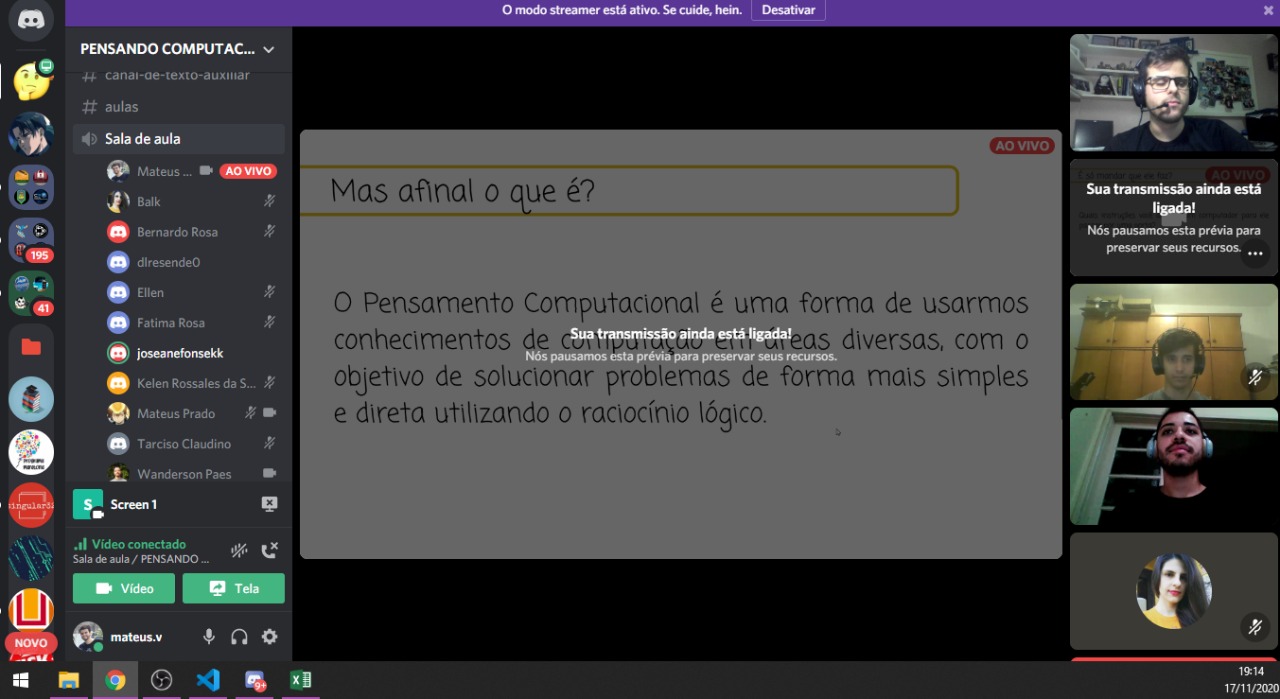 O modo streamer está ativo. Se cuide, hein.
Desativar
PENSANDO COMPUTAC...
# canal-de-texto-auxiliar
# aulas
Sala de aula
Mateus ...
AO VIVO
Balk
Bernardo Rosa
dlresende0
Ellen
Fatima Rosa
joseanefonsekk
Kelen Rossales da S...
Mateus Prado
Tarciso Claudino
Wanderson Paes
S
Screen 1
Vídeo conectado
Sala de aula / PENSANDO ...
Vídeo
Tela
mateus.v
195
41
NOVO
AO VIVO
Mas afinal o que é?
O Pensamento Computacional é uma forma de usarmos
conhecimentos de computação em áreas diversas, com o
objetivo de solucionar problemas de forma mais simples
e direta utilizando o raciocínio lógico.
Sua transmissão ainda está ligada!
Nós pausamos esta prévia para preservar seus recursos.
AO VIVO
Sua transmissão ainda está
ligada!
Nós pausamos esta prévia para
preservar seus recursos.
9+
19:14
17/11/2020